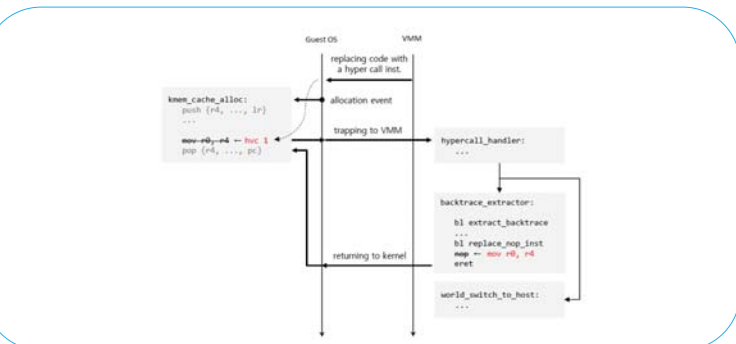 Guest OS
VMM
replacing code with
a hyper call inst.
kmem_cache_alloc:
push {r4, ..., lr}
...
mov r0, r4 ← hvc 1
pop {r4, ..., pc}
allocation event
trapping to VMM
hypercall_handler:
...
backtrace_extractor:
bl extract_backtrace
...
bl replace_nop_inst
nop ← mov r0, r4
eret
returning to kernel
world_switch_to_host:
...